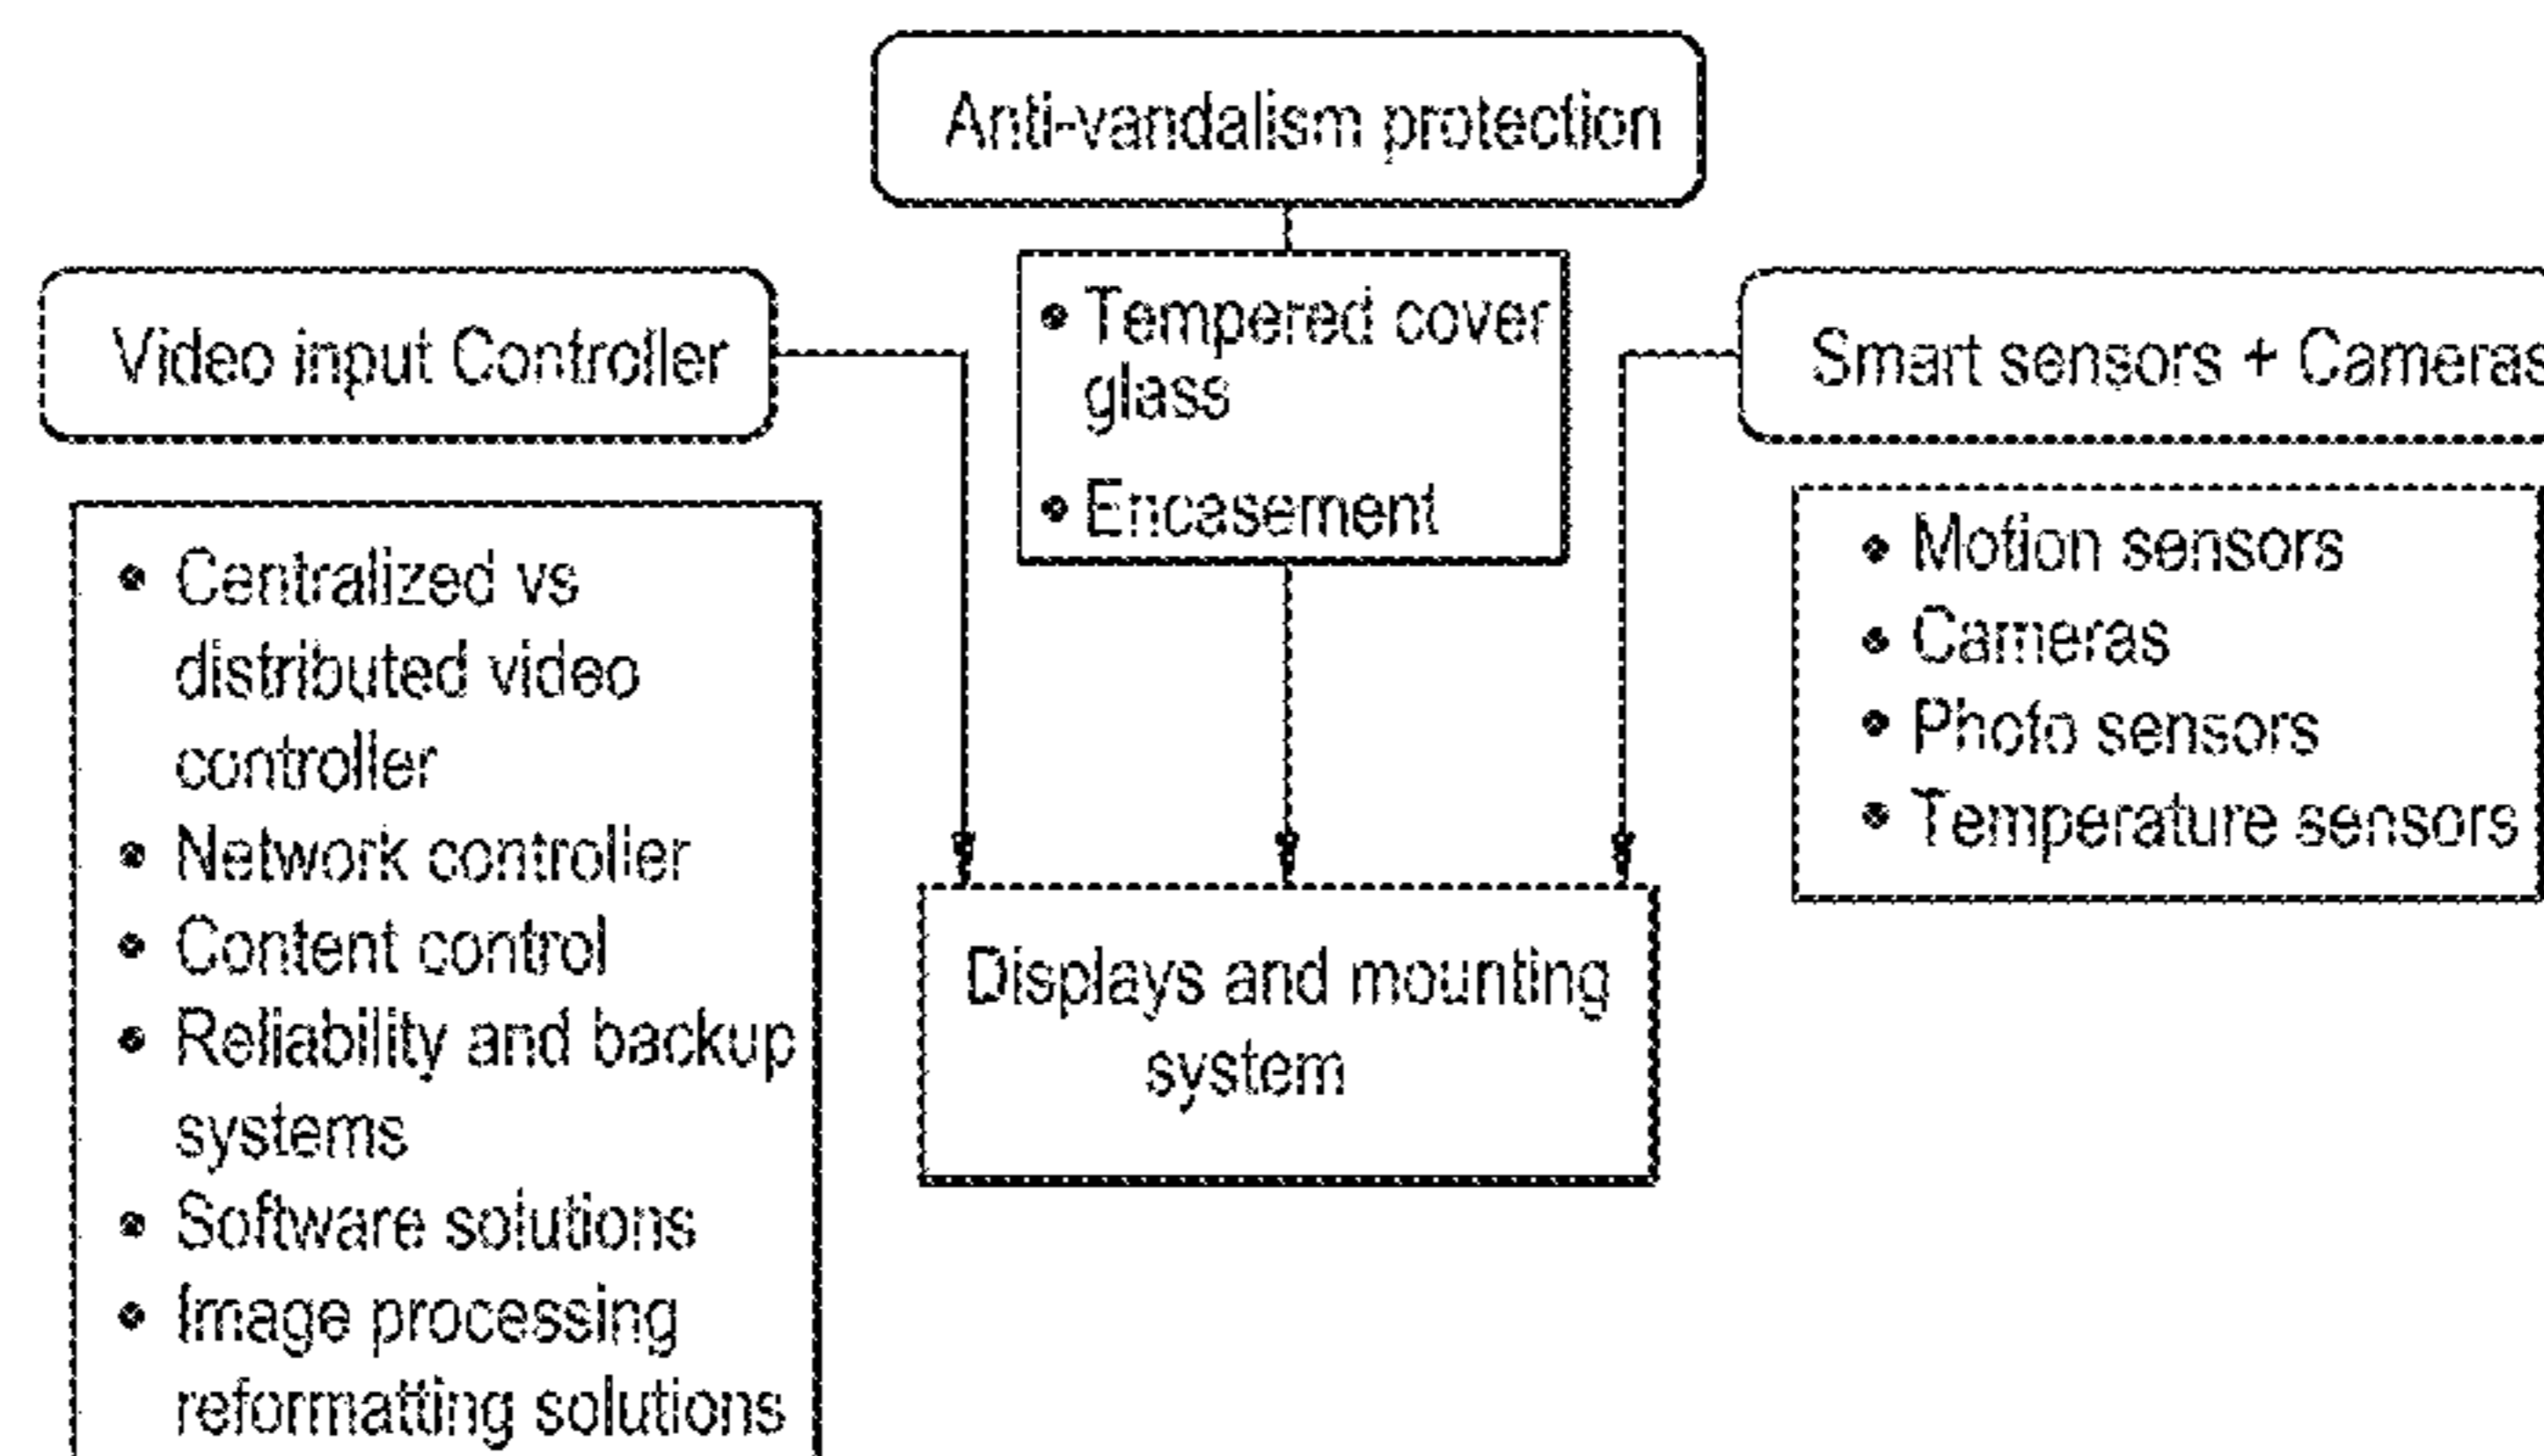 Anti-vandalism protection
• Tempered cover
glass
• Encasement
Video input Controller
• Centralized vs
distributed video
controller
• Network controller
• Content control
• Reliability and backup
systems
• Software solutions
• Image processing
reformatting solutions
Smart sensors + Cameras
• Motion sensors
• Cameras
• Photo sensors
• Temperature sensors
Displays and mounting
system